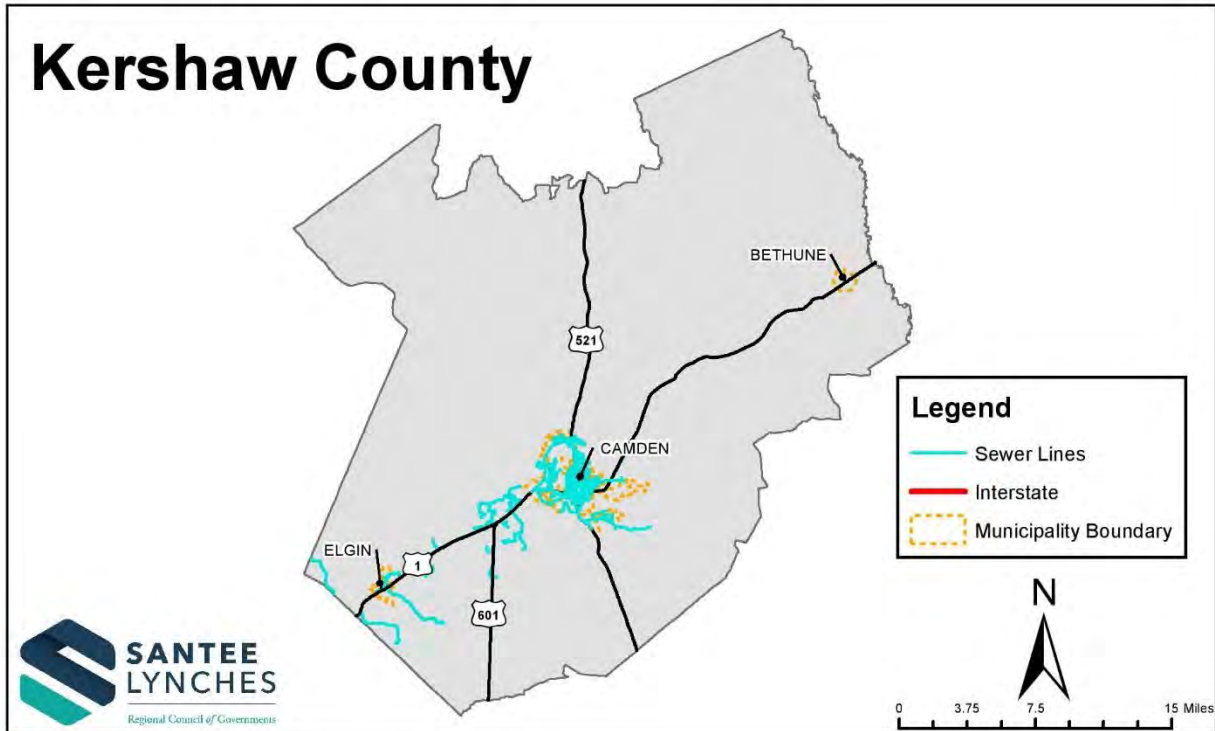 Kershaw County
BETHUNE
521
CAMDEN
ELGIN
1
601
Legend
Sewer Lines
Interstate
Municipality Boundary
N
0 3.75 7.5 15 Miles
SANTEE
LYNCHES
Regional Council of Governments